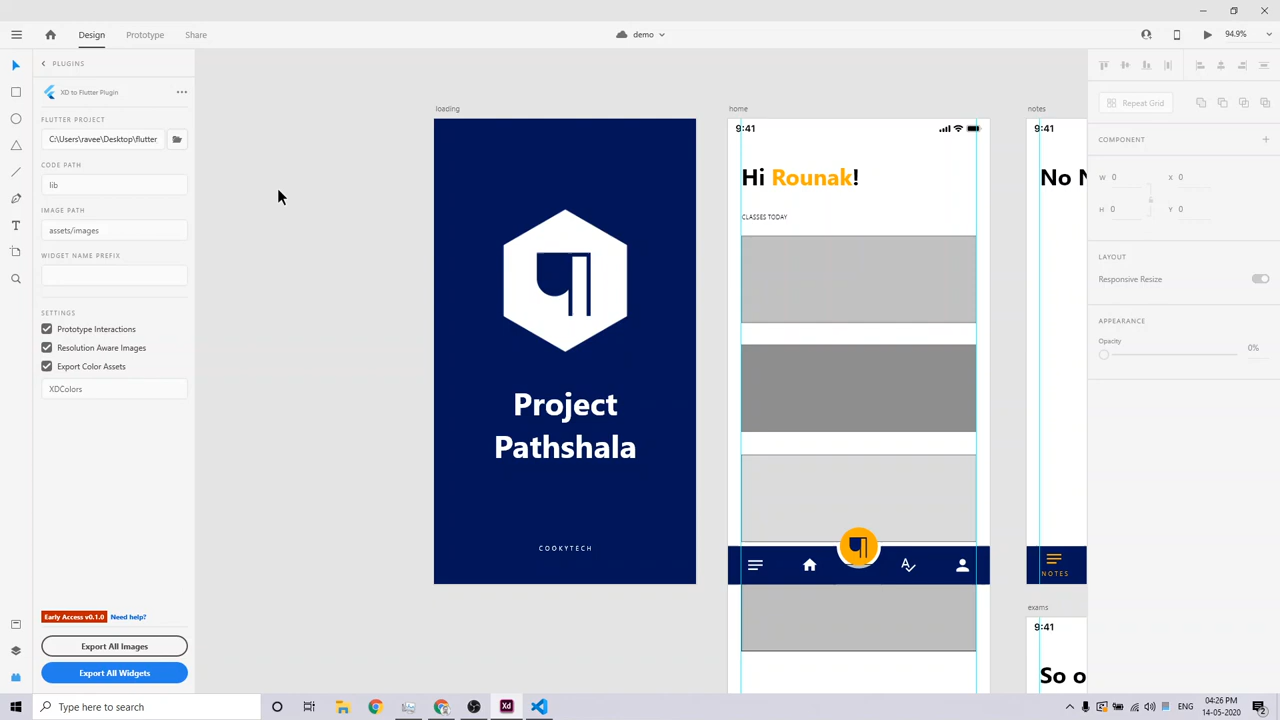 Design
Prototype
Share
demo
94.9%
PLUGINS
XD to Flutter Plugin
FLUTTER PROJECT
C:\Users\ravee\Desktop\flutter
CODE PATH
lib
IMAGE PATH
assets/images
WIDGET NAME PREFIX
SETTINGS
Prototype Interactions
Resolution Aware Images
Export Color Assets
XDColors
Early Access v0.1.0 Need help?
Export All Images
Export All Widgets
loading
Project
Pathshala
COOKYTECH
home
9:41
Hi Rounak!
CLASSES TODAY
notes
9:41
No N
NOTES
exams
9:41
So o
Repeat Grid
COMPONENT
W 0 X 0
H 0 Y 0
LAYOUT
Responsive Resize
APPEARANCE
Opacity
0%
Type here to search
Xd
ENG
04:26 PM
14-05-2020
2